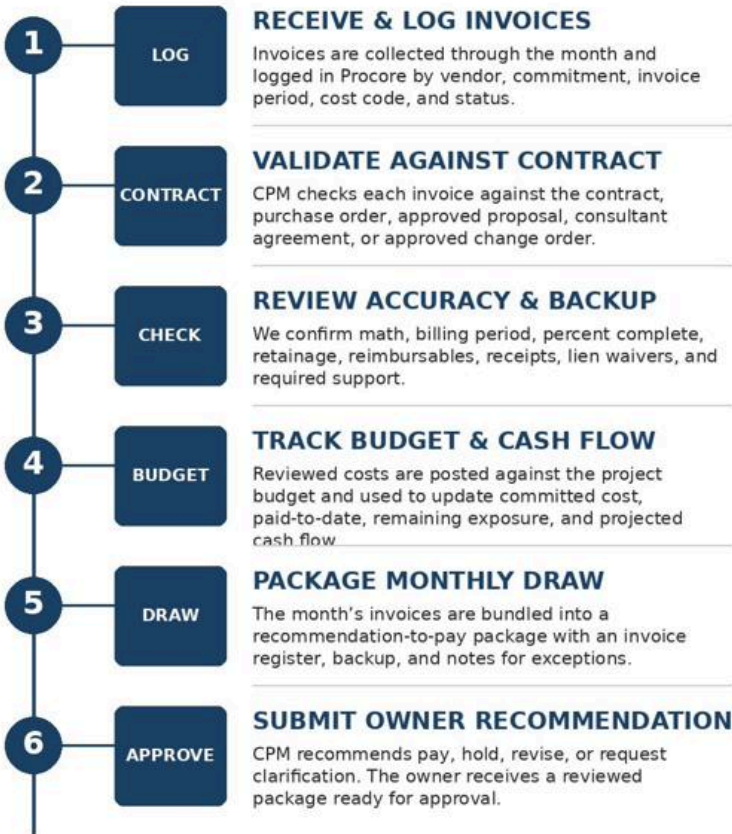 1
LOG
RECEIVE & LOG INVOICES
Invoices are collected through the month and
logged in Procore by vendor, commitment, invoice
period, cost code, and status.
2
CONTRACT
VALIDATE AGAINST CONTRACT
CPM checks each invoice against the contract,
purchase order, approved proposal, consultant
agreement, or approved change order.
3
CHECK
REVIEW ACCURACY & BACKUP
We confirm math, billing period, percent complete,
retainage, reimbursables, receipts, lien waivers, and
required support.
4
BUDGET
TRACK BUDGET & CASH FLOW
Reviewed costs are posted against the project
budget and used to update committed cost,
paid-to-date, remaining exposure, and projected
cash flow
5
DRAW
PACKAGE MONTHLY DRAW
The month’s invoices are bundled into a
recommendation-to-pay package with an invoice
register, backup, and notes for exceptions.
6
APPROVE
SUBMIT OWNER RECOMMENDATION
CPM recommends pay, hold, revise, or request
clarification. The owner receives a reviewed
package ready for approval.